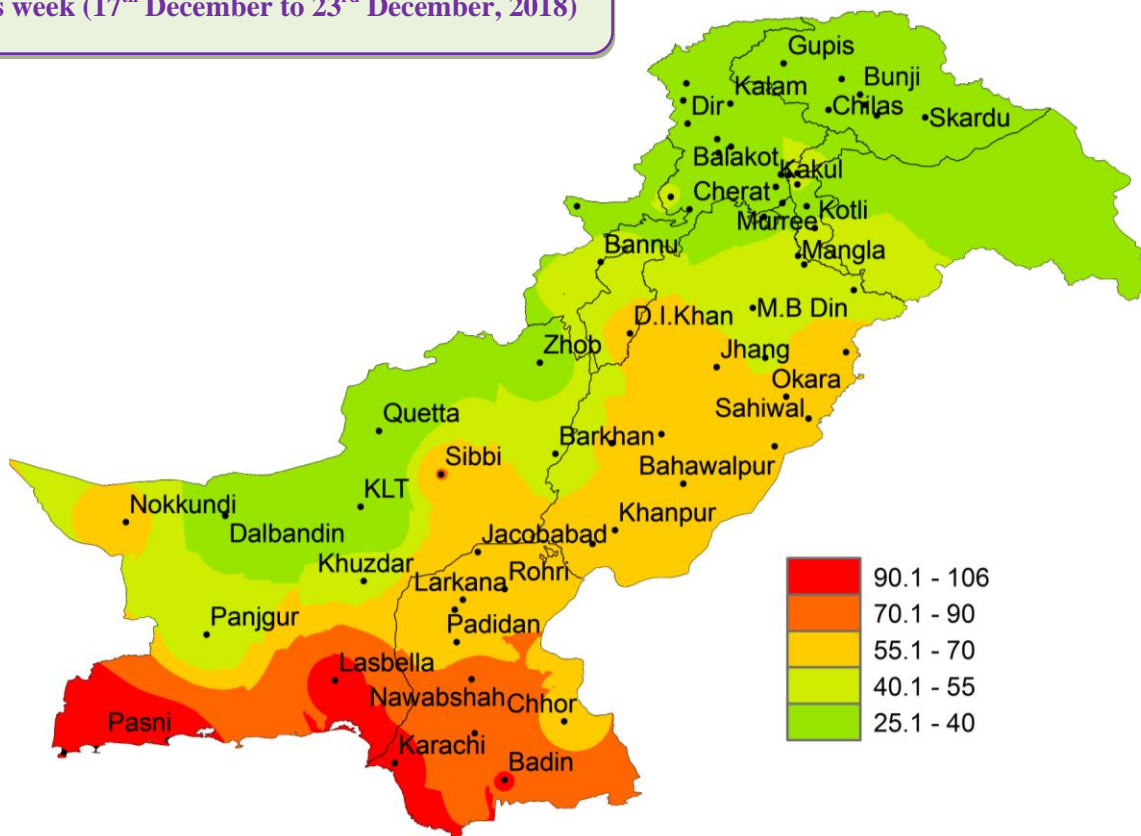 s week (17th December to 23rd December, 2018)
Gupis
Bunji
Kalam
Dir
Chilas
Skardu
Balakot
Kakul
Cherat
Kotli
Murree
Bannu
Mangla
D.I.Khan
M.B Din
Zhob
Jhang
Okara
Quetta
Sahiwal
Barkhan
Sibbi
Bahawalpur
Nokkundi
KLT
Khanpur
Dalbandin
Jacobabad
Khuzdar
Rohri
Larkana
Panjgur
Padidan
Lasbella
Nawabshah
Chhor
Pasni
Karachi
Badin
90.1 - 106
70.1 - 90
55.1 - 70
40.1 - 55
25.1 - 40